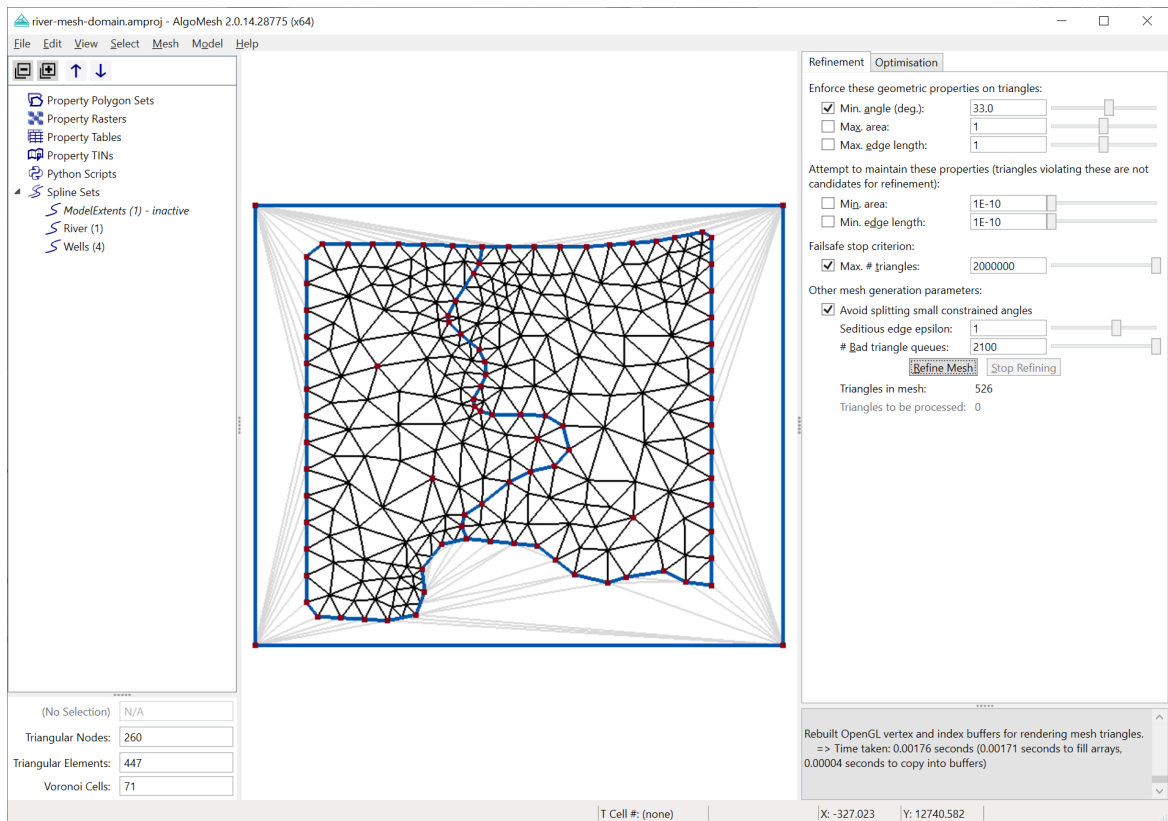 river-mesh-domain.amproj - AlgoMesh 2.0.14.28775 (x64)
File Edit View Select Mesh Model Help
Property Polygon Sets
Property Rasters
Property Tables
Property TINs
Python Scripts
Spline Sets
ModelExtents (1) - inactive
River (1)
Wells (4)
(No Selection) N/A
Triangular Nodes: 260
Triangular Elements: 447
Voronoi Cells: 71
Refinement Optimisation
Enforce these geometric properties on triangles:
Min. angle (deg.): 33.0
Max. area: 1
Max. edge length: 1
Attempt to maintain these properties (triangles violating these are not
candidates for refinement):
Min. area: 1E-10
Min. edge length: 1E-10
Failsafe stop criterion:
Max. # triangles: 2000000
Other mesh generation parameters:
Avoid splitting small constrained angles
Seditious edge epsilon: 1
# Bad triangle queues: 2100
Refine Mesh Stop Refining
Triangles in mesh: 526
Triangles to be processed: 0
Rebuilt OpenGL vertex and index buffers for rendering mesh triangles.
=> Time taken: 0.00176 seconds (0.00171 seconds to fill arrays,
0.00004 seconds to copy into buffers)
T Cell #: (none) X: -327.023 Y: 12740.582